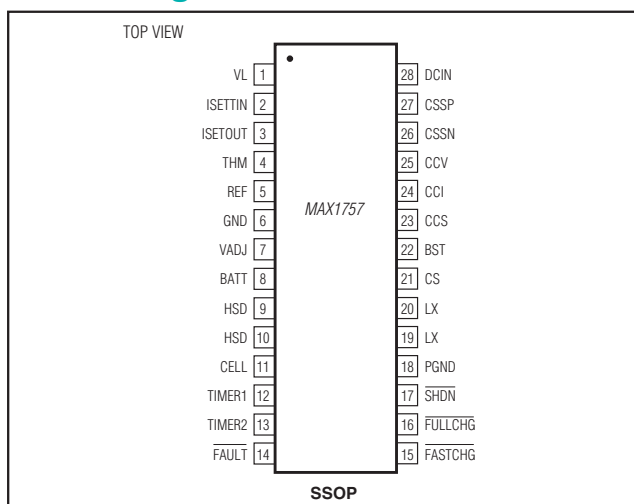 TOP VIEW
VL 1
ISETTIN 2
ISETOUT 3
THM 4
REF 5
GND 6
VADJ 7
BATT 8
HSD 9
HSD 10
CELL 11
TIMER1 12
TIMER2 13
FAULT 14
MAX1757
28 DCIN
27 CSSP
26 CSSN
25 CCV
24 CCI
23 CCS
22 BST
21 CS
20 LX
19 LX
18 PGND
17 SHDN
16 FULLCHG
15 FASTCHG
SSOP